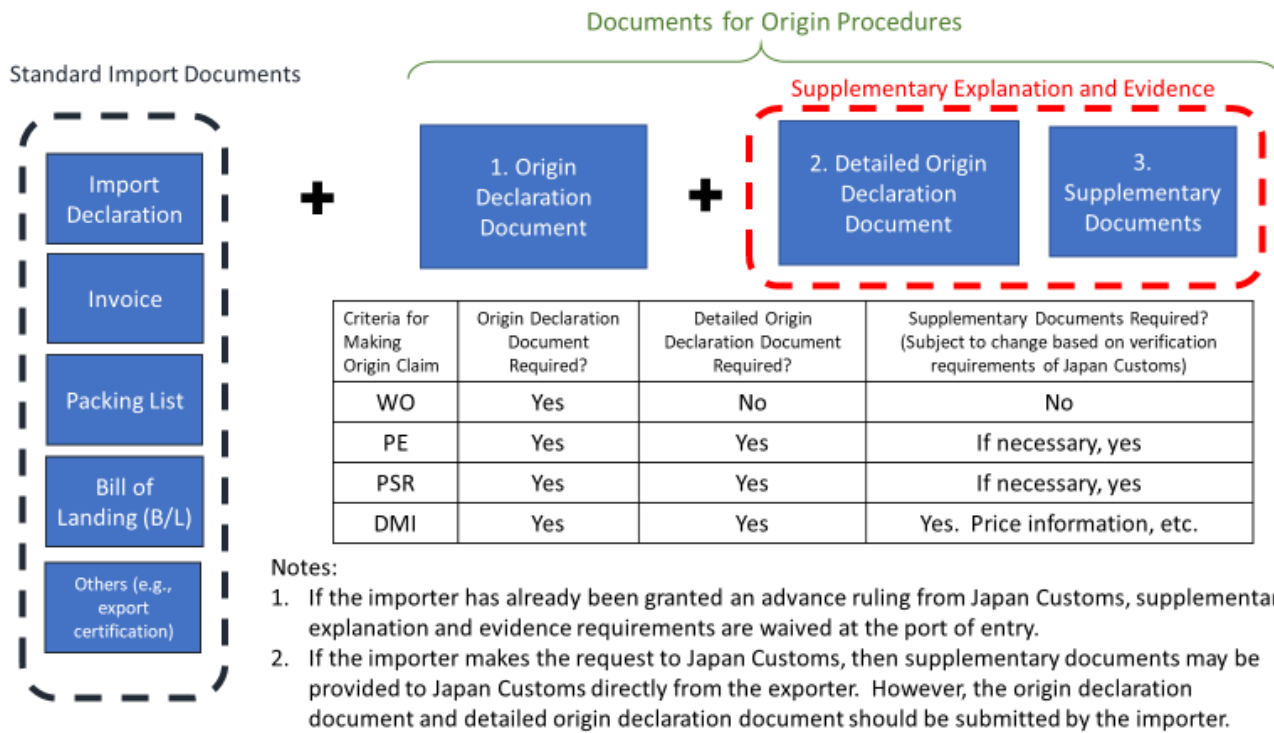 Documents for Origin Procedures
Standard Import Documents
Supplementary Explanation and Evidence
Import
Declaration
Invoice
Packing List
Bill of
Landing (B/L)
Others (e.g.,
export
certification)
+
1. Origin
Declaration
Document
+
2. Detailed Origin
Declaration
Document
3.
Supplementary
Documents
Criteria for
Making
Origin Claim
Origin Declaration
Document
Required?
Detailed Origin
Declaration Document
Required?
Supplementary Documents Required?
(Subject to change based on verification
requirements of Japan Customs)
WO Yes No No
PE Yes Yes If necessary, yes
PSR Yes Yes If necessary, yes
DMI Yes Yes Yes. Price information, etc.
Notes:
1. If the importer has already been granted an advance ruling from Japan Customs, supplementar
explanation and evidence requirements are waived at the port of entry.
2. If the importer makes the request to Japan Customs, then supplementary documents may be
provided to Japan Customs directly from the exporter. However, the origin declaration
document and detailed origin declaration document should be submitted by the importer.